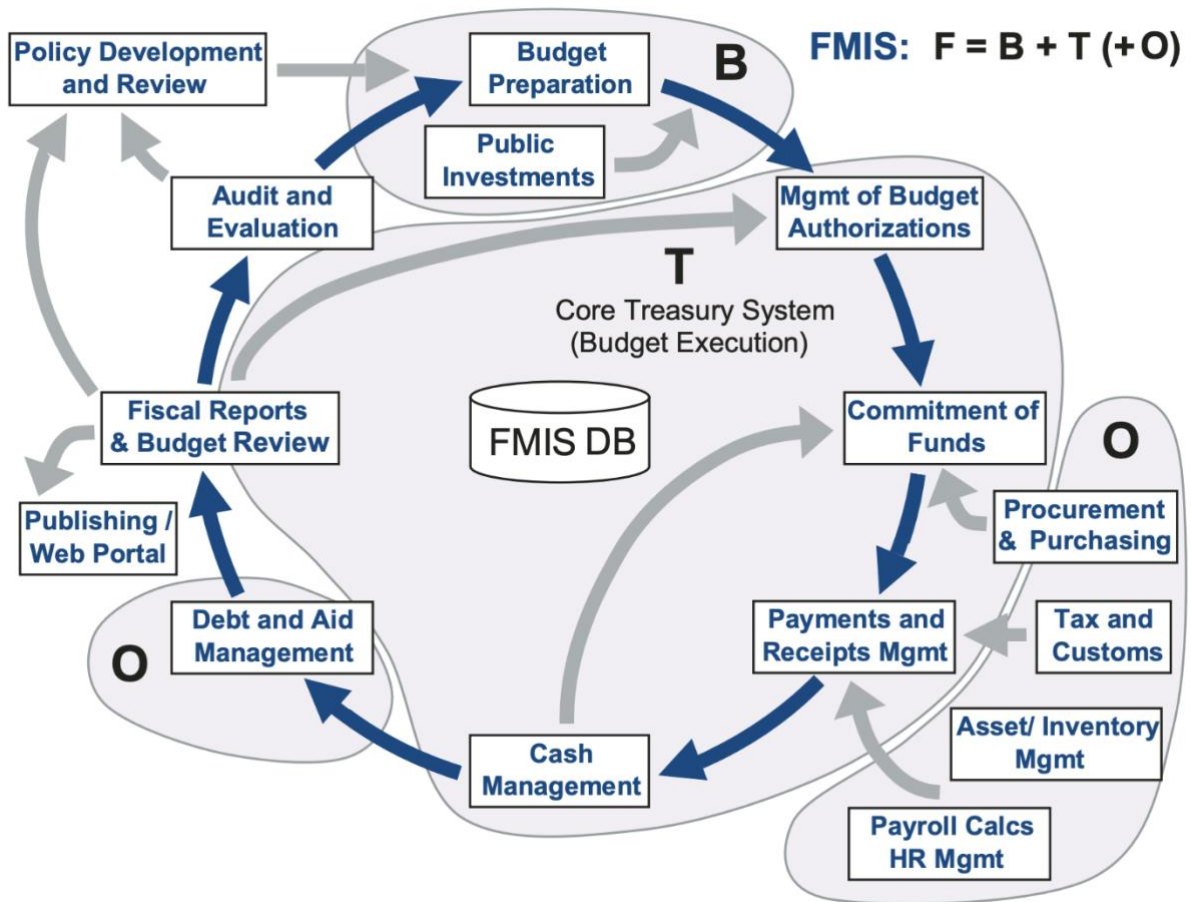 FMIS: F = B + T (+O)
Policy Development
and Review
Budget
Preparation
B
Public
Investments
Audit and
Evaluation
Mgmt of Budget
Authorizations
T
Core Treasury System
(Budget Execution)
Fiscal Reports
& Budget Review
FMIS DB
Commitment of
Funds
O
Publishing /
Web Portal
Procurement
& Purchasing
Debt and Aid
Management
O
Payments and
Receipts Mgmt
Tax and
Customs
Cash
Management
Asset/ Inventory
Mgmt
Payroll Calcs
HR Mgmt